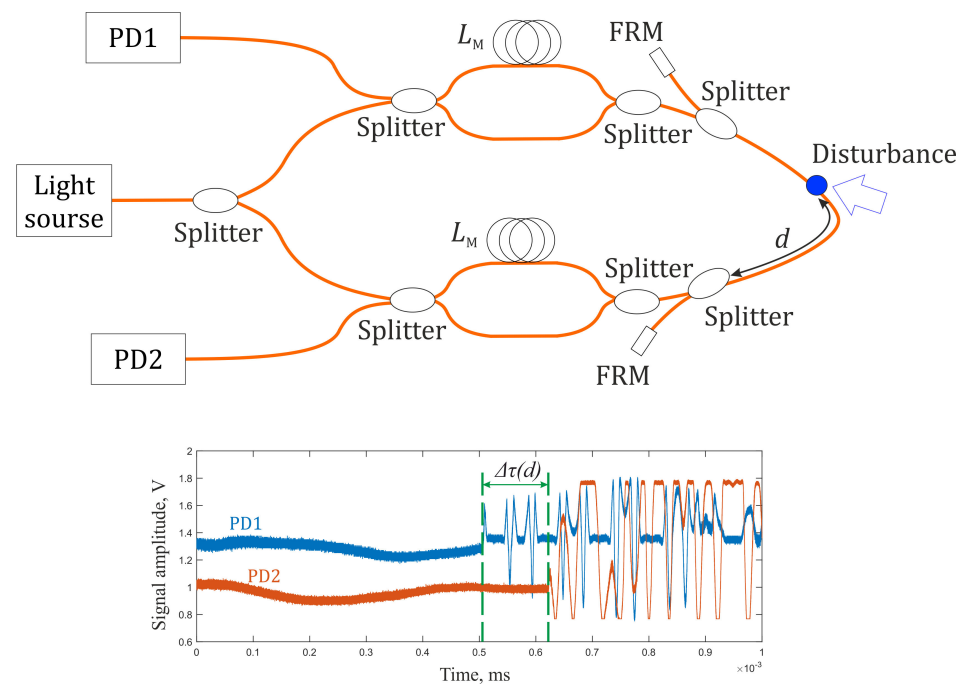 PD1
L_M
FRM
Splitter
Splitter
Splitter
Disturbance
Light
sourse
Splitter
L_M
d
Splitter
Splitter
Splitter
PD2
FRM
Signal amplitude, V
2
1.8
1.6
1.4
1.2
1
0.8
0.6
Δτ(d)
PD1
PD2
0
0.1
0.2
0.3
0.4
0.5
0.6
0.7
0.8
0.9
1
×10⁻³
Time, ms